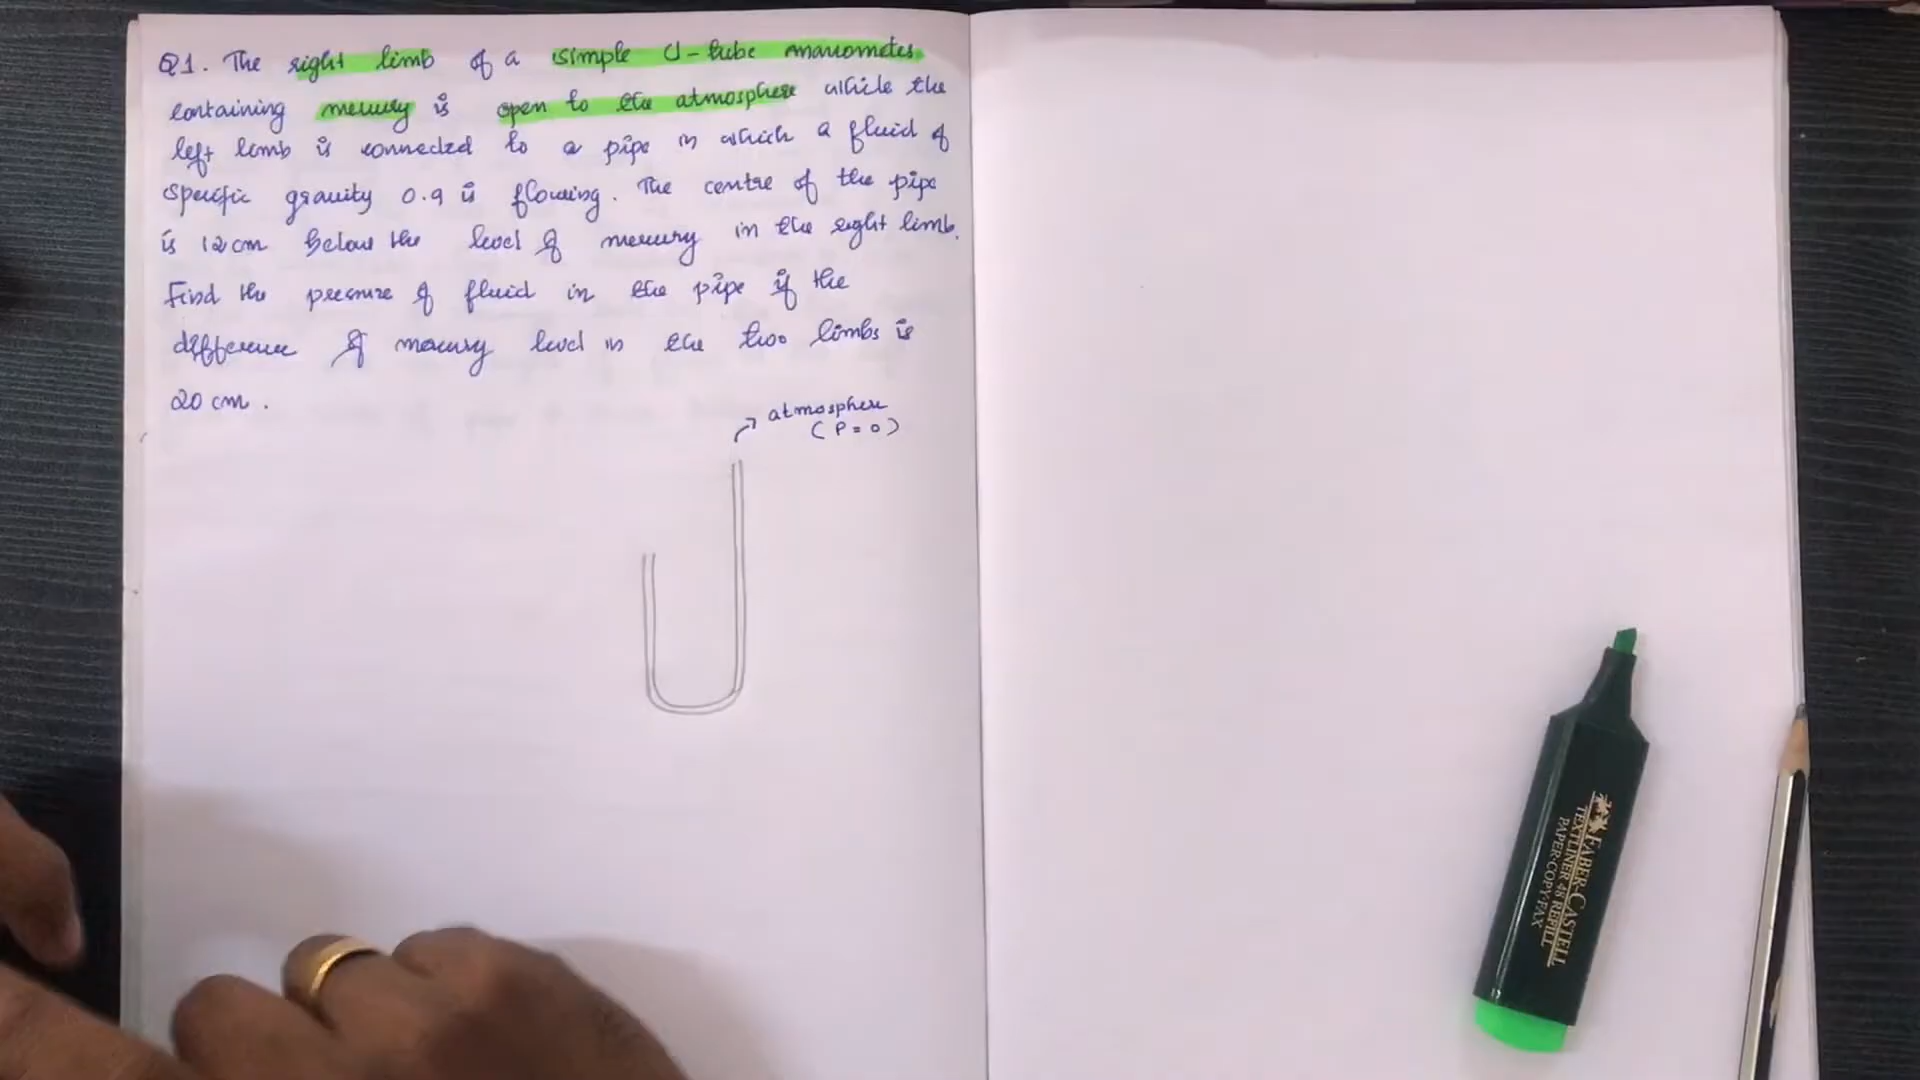 Q1. The right limb of a simple U-tube manometer
containing mercury is open to the atmosphere while the
left limb is connected to a pipe in which a fluid of
specific gravity 0.9 is flowing. The centre of the pipe
is 12cm below the level of mercury in the right limb.
Find the pressure of fluid in the pipe if the
difference of mercury level in the two limbs is
20 cm.
atmosphere
(P = 0)
FABER-CASTELL
TEXTLINER 48 REFILL
PAPER·COPY·FAX